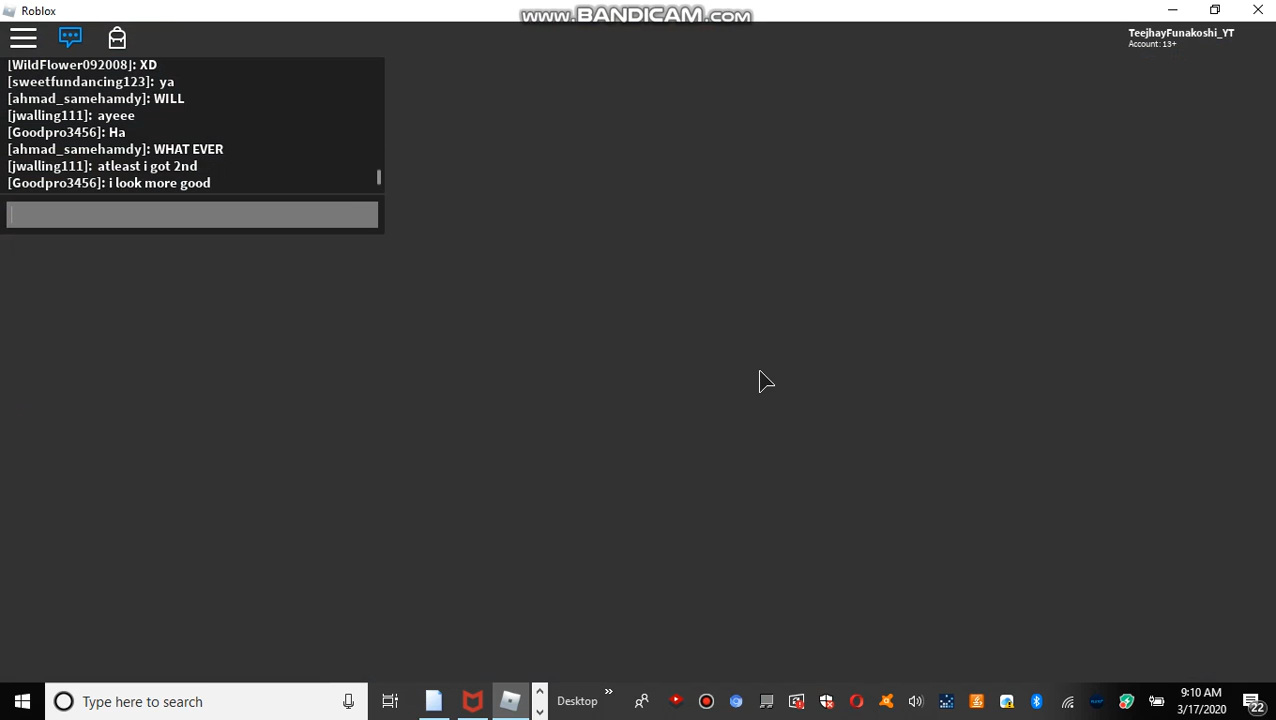 Roblox
www.BANDICAM.COM
TeejhayFunakoshi_YT
Account: 13+
[WildFlower092008]: XD
[sweetfundancing123]: ya
[ahmad_samehamdy]: WILL
[jwalling111]: ayeee
[Goodpro3456]: Ha
[ahmad_samehamdy]: WHAT EVER
[jwalling111]: atleast i got 2nd
[Goodpro3456]: i look more good
Type here to search
Desktop
9:10 AM
3/17/2020
22